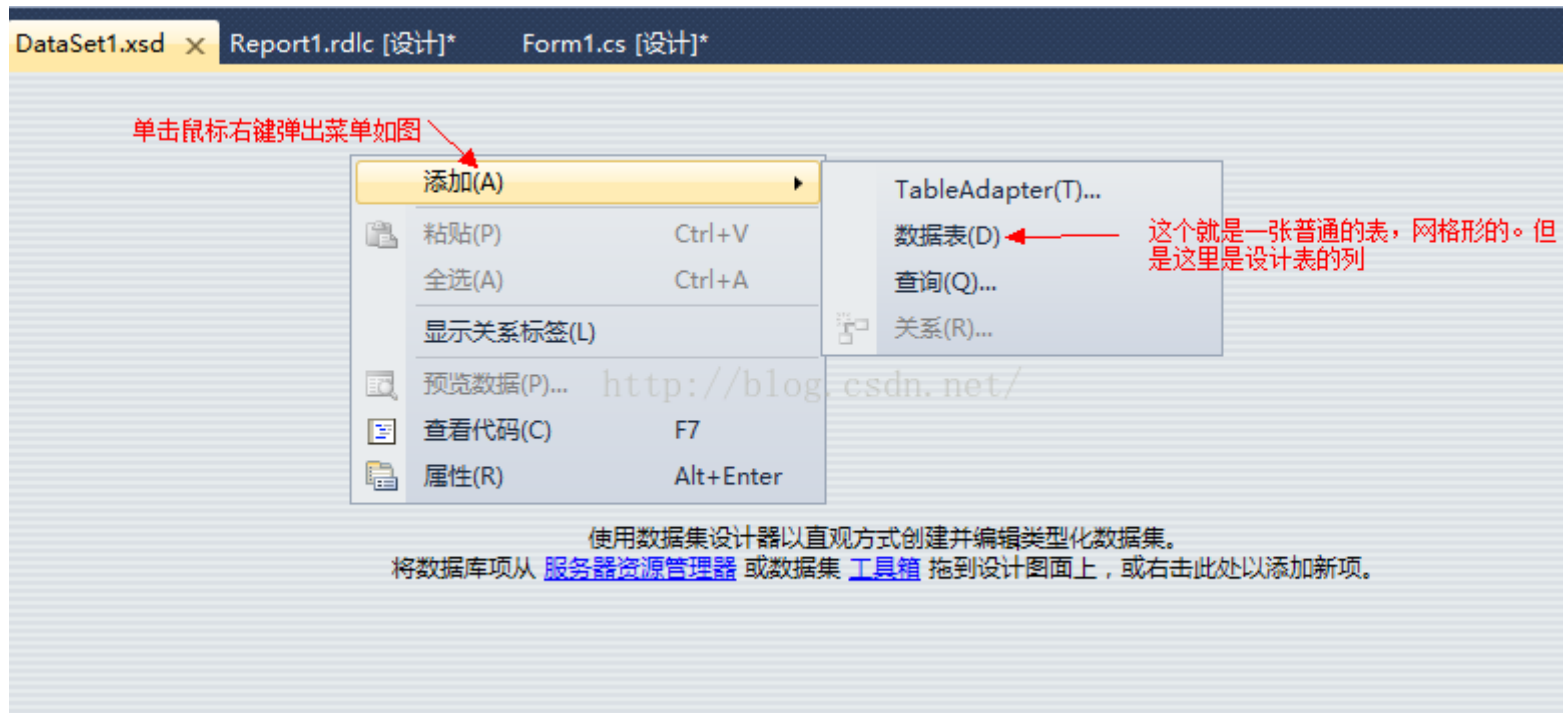 DataSet1.xsd × Report1.rdlc [设计]* Form1.cs [设计]*
单击鼠标右键弹出菜单如图
添加(A)
粘贴(P) Ctrl+V
全选(A) Ctrl+A
显示关系标签(L)
预览数据(P)...
查看代码(C) F7
属性(R) Alt+Enter
TableAdapter(T)...
数据表(D)
查询(Q)...
关系(R)...
这个就是一张普通的表，网格形的。但
是这里是设计表的列
http://blog.csdn.net/
使用数据集设计器以直观方式创建并编辑类型化数据集。
将数据库项从 服务器资源管理器 或数据集 工具箱 拖到设计图面上，或右击此处以添加新项。